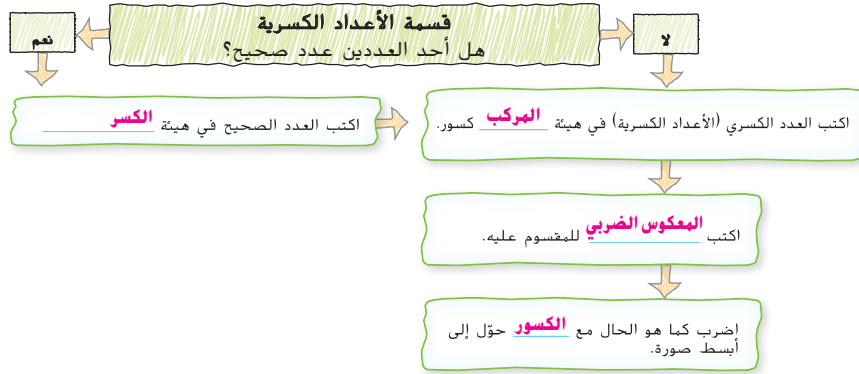 قسمة الأعداد الكسرية
هل أحد العددين عدد صحيح؟
لا
نعم
اكتب العدد الكسري (الأعداد الكسرية) في هيئة المركب كسور.
اكتب العدد الصحيح في هيئة الكسر
اكتب المعكوس الضربي للمقسوم عليه.
اضرب كما هو الحال مع الكسور حوّل إلى
أبسط صورة.